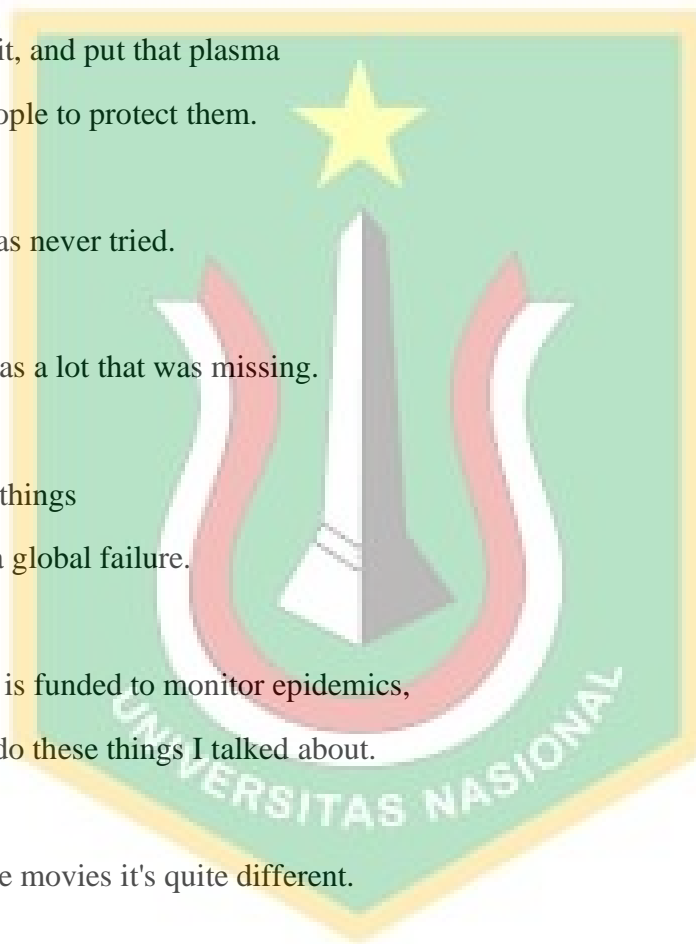 it, and put that plasma
ople to protect them.
as never tried.
as a lot that was missing.
things
a global failure.
is funded to monitor epidemics,
do these things I talked about.
e movies it's quite different.
UNIVERSITAS NASIONAL